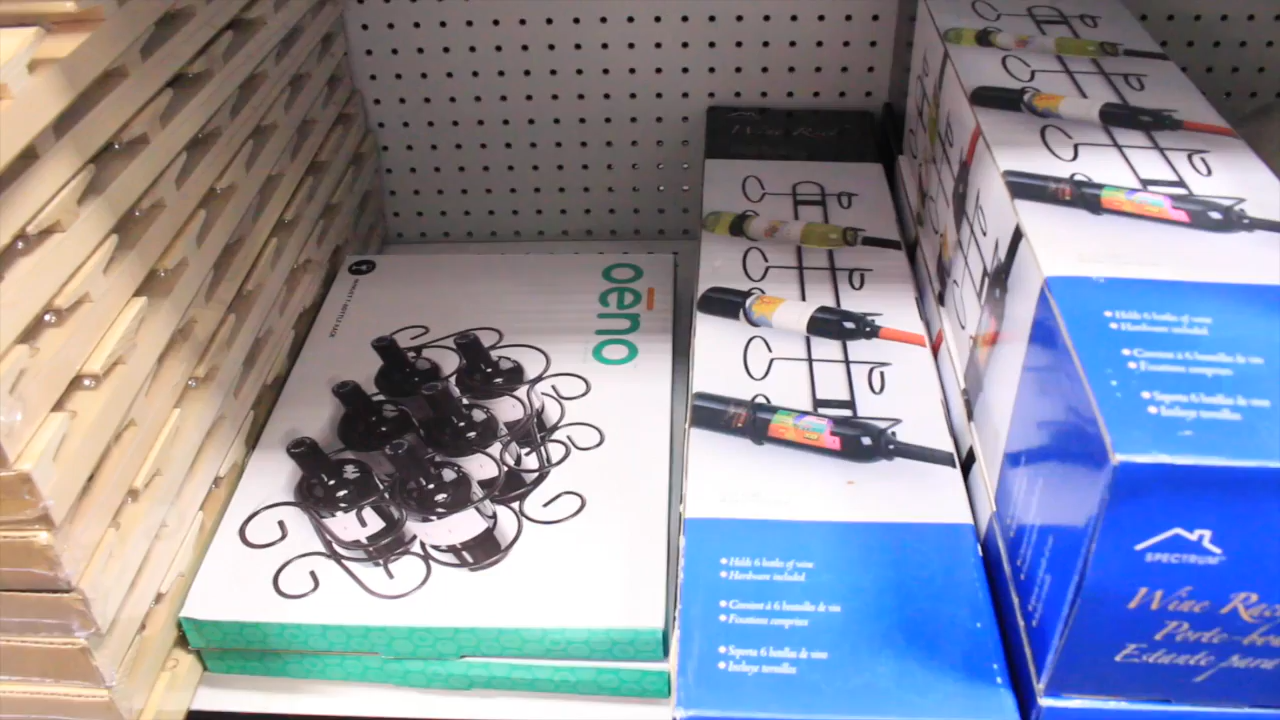 oeno
Wine Rack
Holds 6 bottles of wine
Hardware included
Contient à 6 bouteilles de vin
Fixations comprises
Soporta 6 botellas de vino
Incluye tornillos
Holds 6 bottles of wine
Hardware included
Contient à 6 bouteilles de vin
Fixations comprises
Soporta 6 botellas de vino
Incluye tornillos
SPECTRUM
Wine Rac
Porte-bou
Estante para